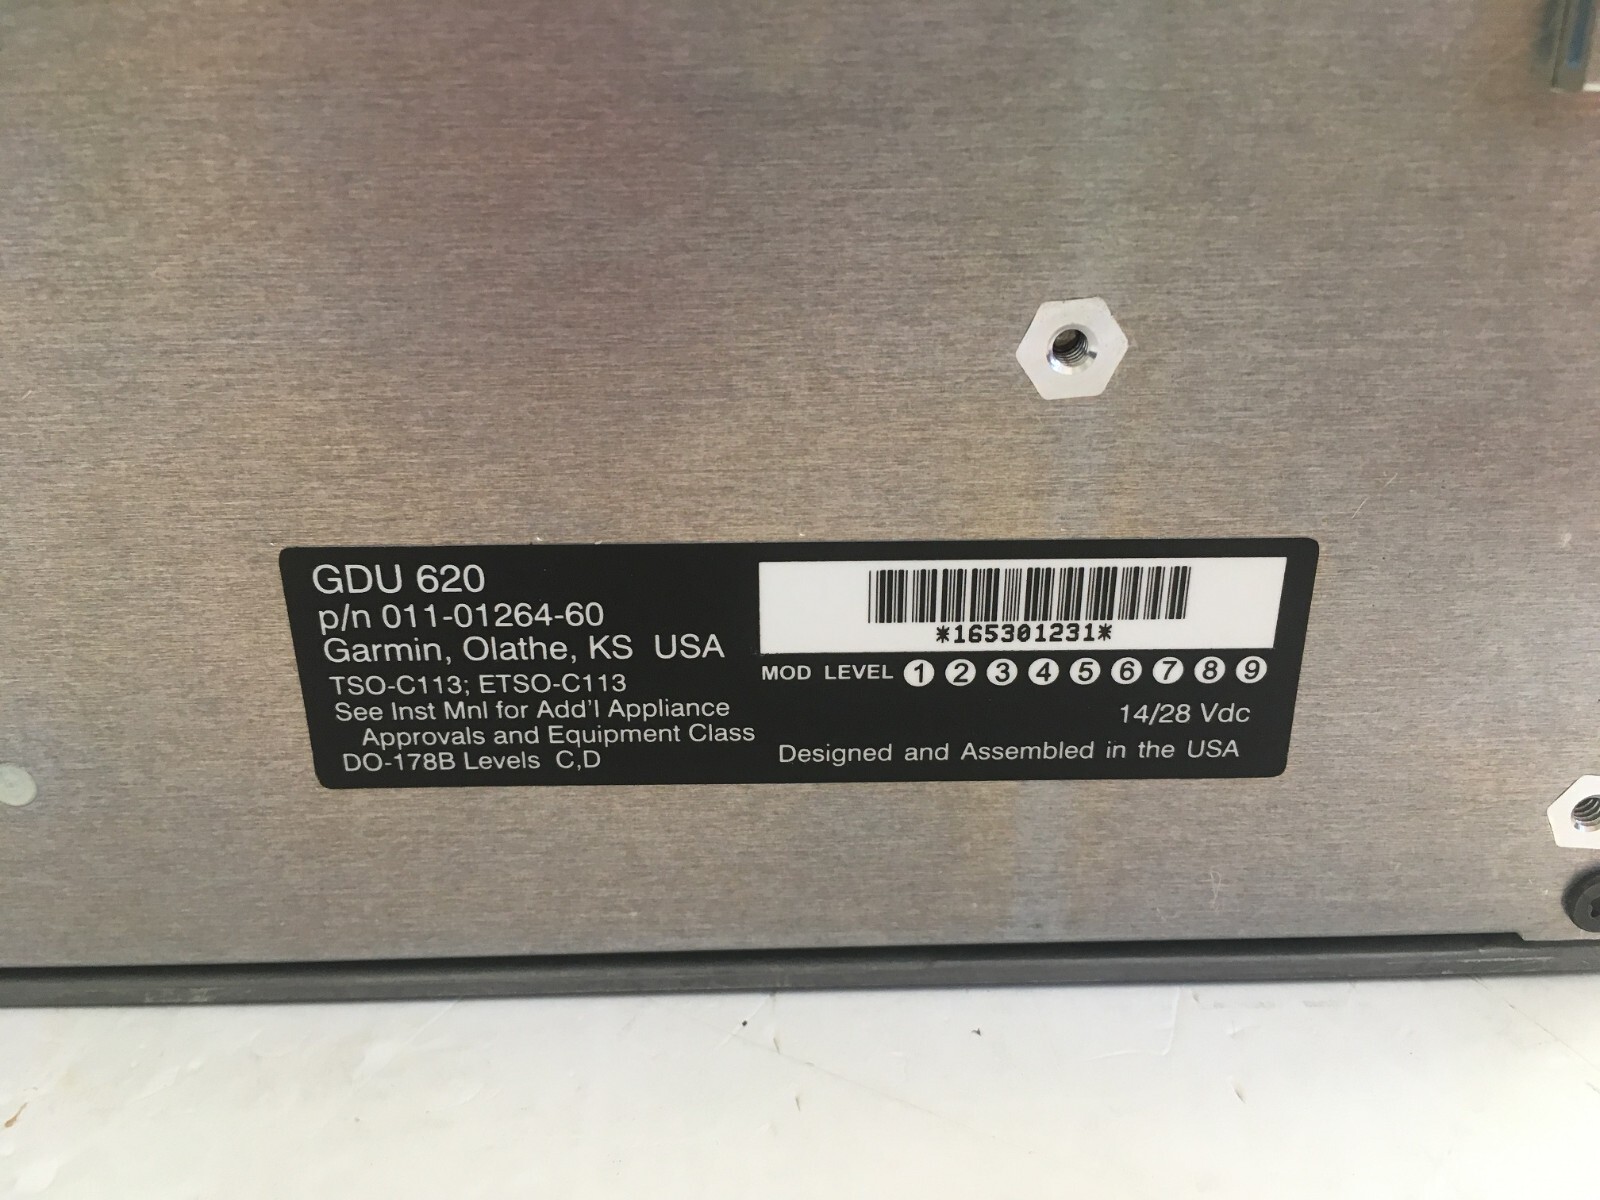 GDU 620
p/n 011-01264-60
Garmin, Olathe, KS USA
TSO-C113; ETSO-C113
See Inst Mnl for Add'l Appliance
Approvals and Equipment Class
DO-178B Levels C,D
*165301231*
MOD LEVEL 1 2 3 4 5 6 7 8 9
14/28 Vdc
Designed and Assembled in the USA